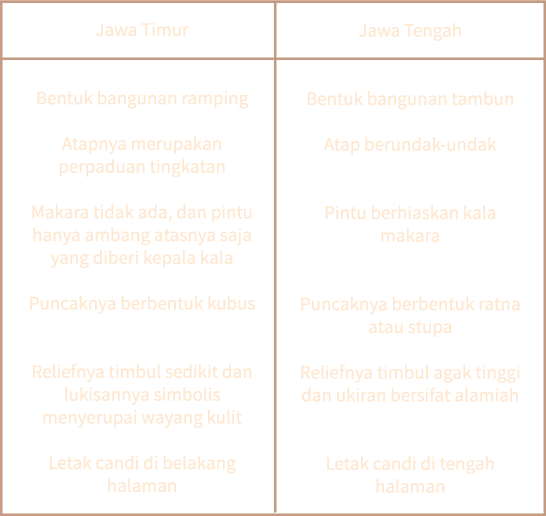 Jawa Timur
Jawa Tengah
Bentuk bangunan ramping
Bentuk bangunan tambun
Atapnya merupakan
perpaduan tingkatan
Atap berundak-undak
Makara tidak ada, dan pintu
hanya ambang atasnya saja
yang diberi kepala kala
Pintu berhiaskan kala
makara
Puncaknya berbentuk kubus
Puncaknya berbentuk ratna
atau stupa
Reliefnya timbul sedikit dan
lukisannya simbolis
menyerupai wayang kulit
Reliefnya timbul agak tinggi
dan ukiran bersifat alamiah
Letak candi di belakang
halaman
Letak candi di tengah
halaman